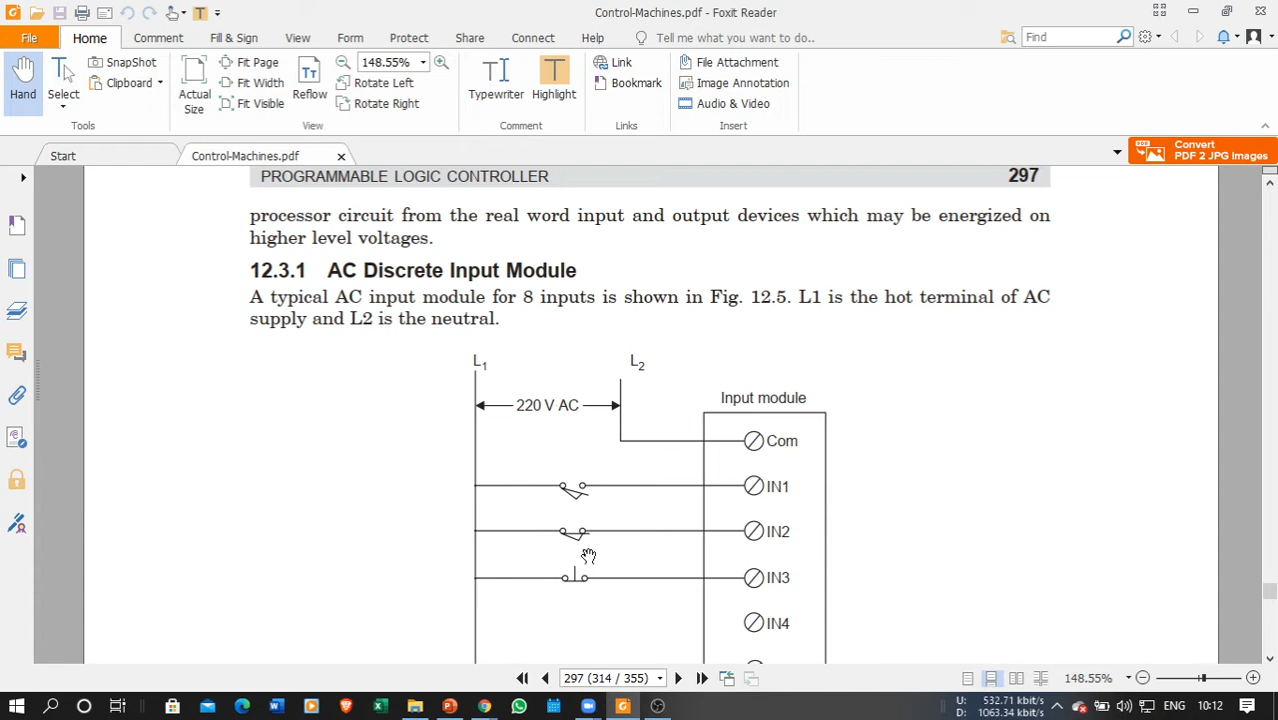 Control-Machines.pdf - Foxit Reader
File Home Comment Fill & Sign View Form Protect Share Connect Help Tell me what you want to do.. Find
Hand
Select
SnapShot
Clipboard
Tools
Actual Size
Fit Page
Fit Width
Fit Visible
Reflow
148.55%
Rotate Left
Rotate Right
View
Typewriter
Highlight
Comment
Link
Bookmark
Links
File Attachment
Image Annotation
Audio & Video
Insert
Start Control-Machines.pdf
Convert
PDF 2 JPG Images
PROGRAMMABLE LOGIC CONTROLLER 297
processor circuit from the real word input and output devices which may be energized on
higher level voltages.
12.3.1 AC Discrete Input Module
A typical AC input module for 8 inputs is shown in Fig. 12.5. L1 is the hot terminal of AC
supply and L2 is the neutral.
L1 L2
220 V AC
Input module
Com
IN1
IN2
IN3
IN4
297 (314 / 355) 148.55%
U: 532.71 kbit/s
D: 1063.34 kbit/s
ENG 10:12